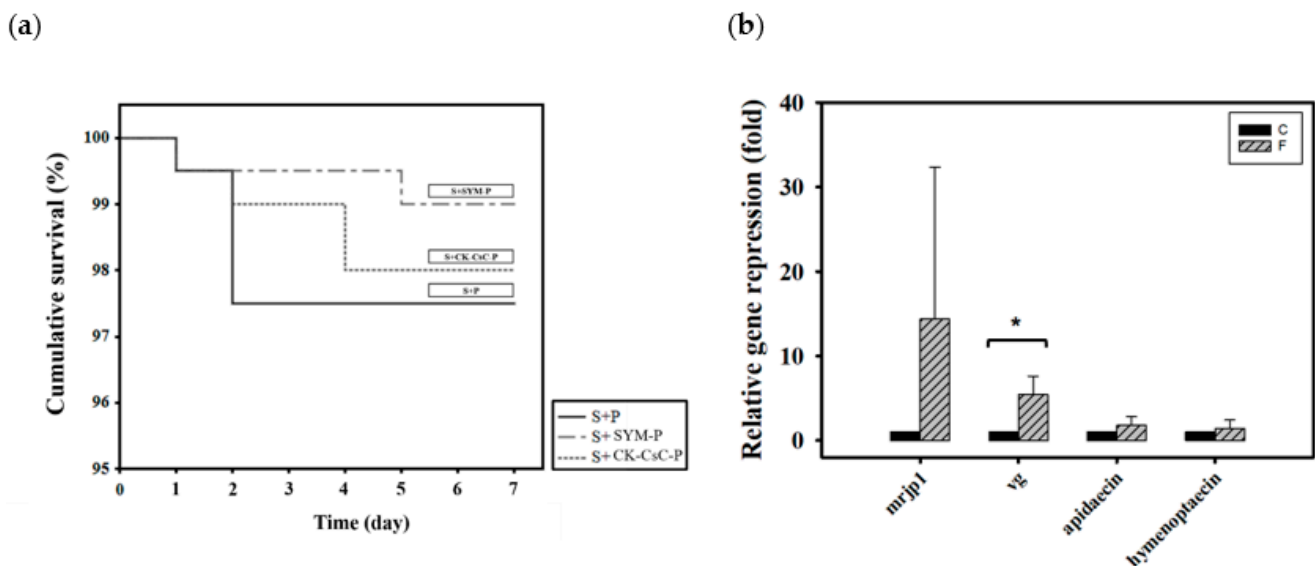 (a)
Cumulative survival (%)
100
99
98
97
96
95
0 1 2 3 4 5 6 7
Time (day)
S+SYM-P
S+CK-CsC-P
S+P
S+P
S+SYM-P
S+CK-CsC-P
(b)
Relative gene repression (fold)
40
30
20
10
0
*
C
F
mrjp1
vg
apidaecin
hymenoptaecin